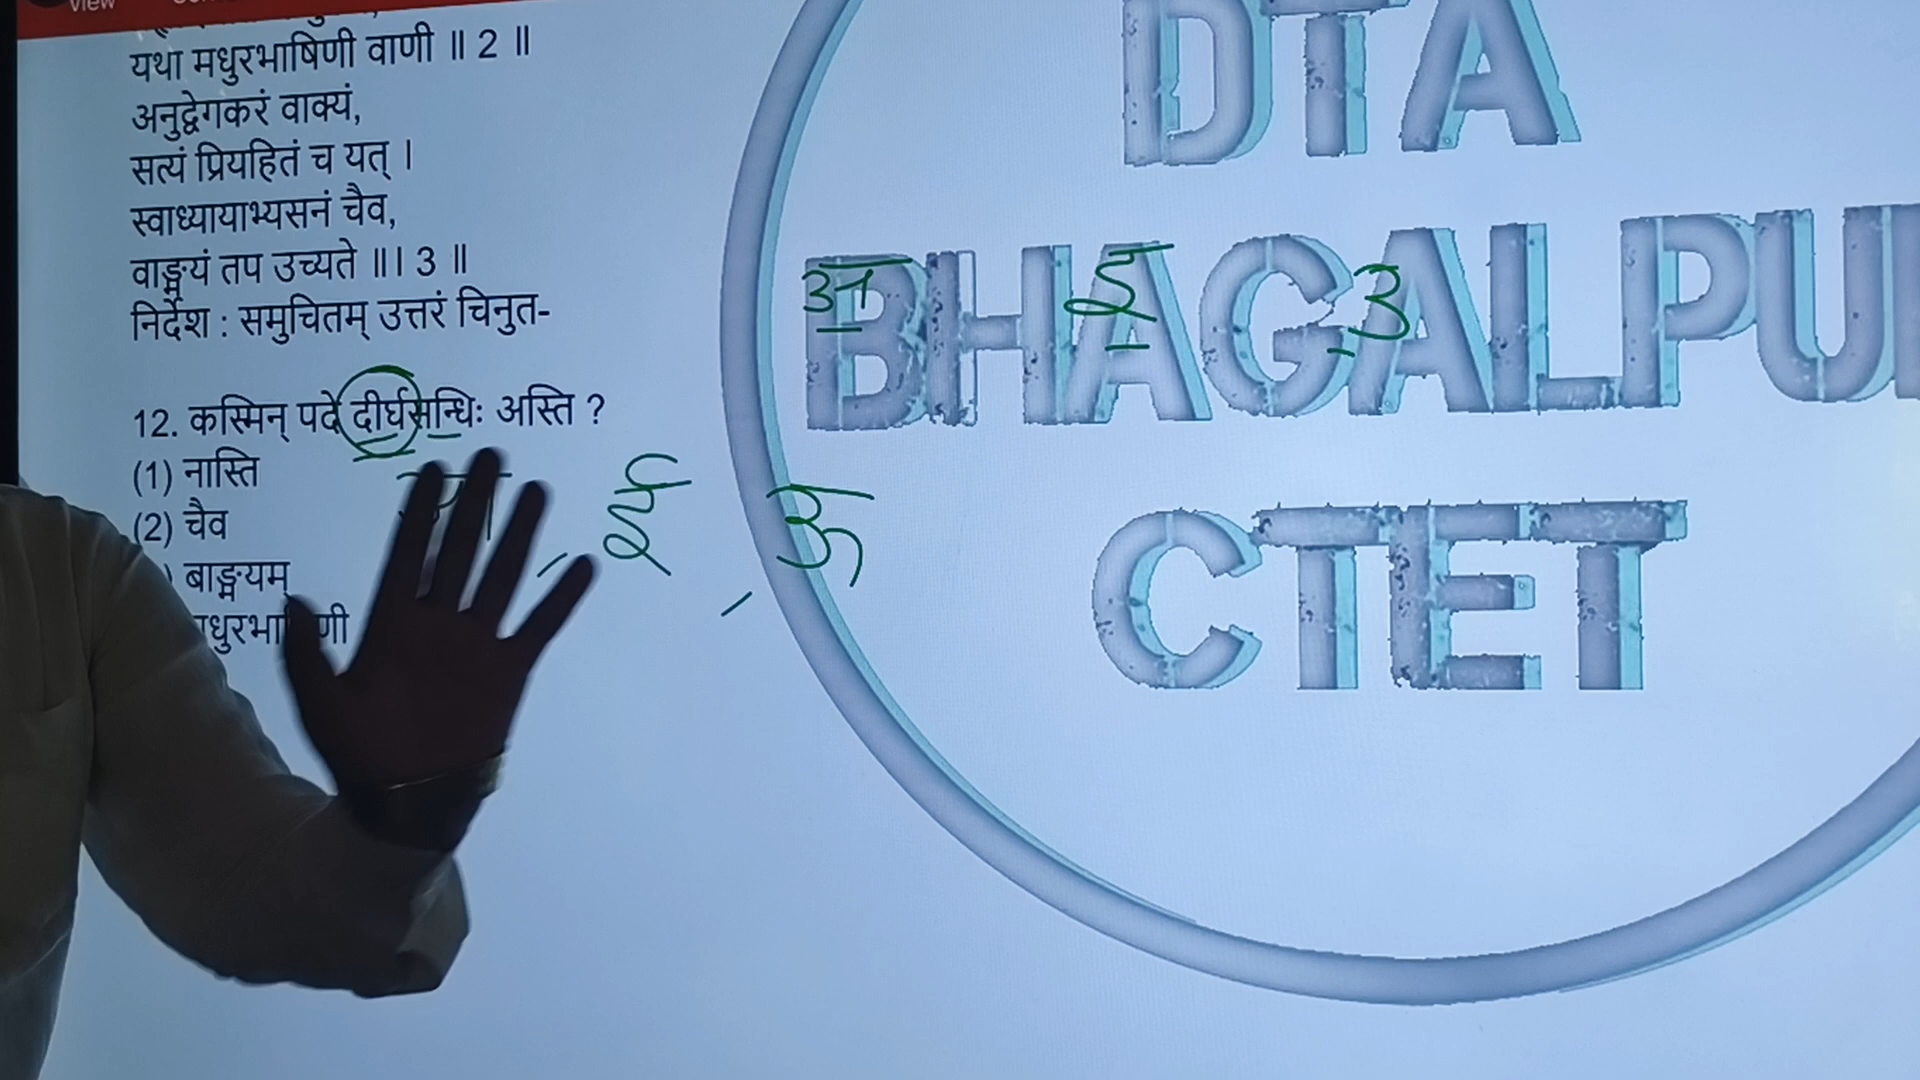 View
यथा मधुरभाषिणी वाणी ॥ 2 ॥
अनुद्वेगकरं वाक्यं,
सत्यं प्रियहितं च यत् ।
स्वाध्यायाभ्यसनं चैव,
वाङ्मयं तप उच्यते ॥। 3 ॥
निर्देश : समुचितम् उत्तरं चिनुत-
12. कस्मिन् पदे दीर्घसन्धिः अस्ति ?
(1) नास्ति
(2) चैव
बाङ्मयम्
DTA
BHAGALPU
CTET
अ इ उ
ई ऊ